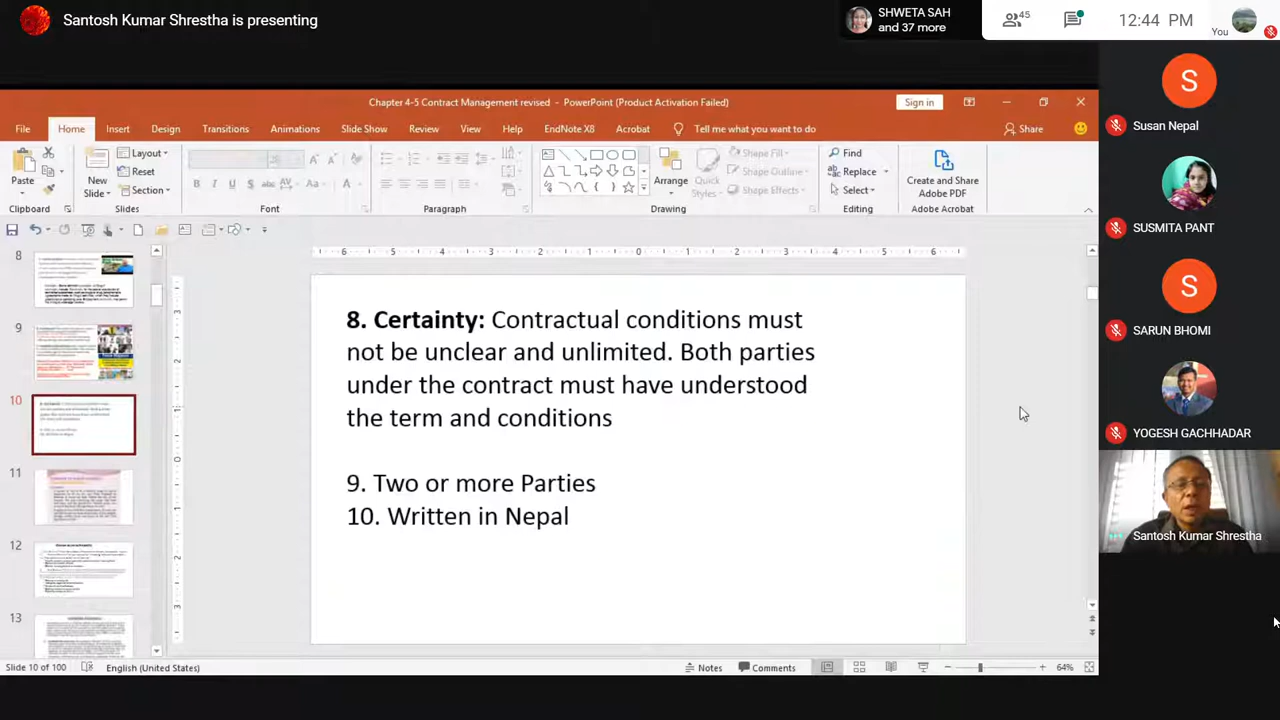 Santosh Kumar Shrestha is presenting
SHWETA SAH
and 37 more
45
12:44 PM
You
Chapter 4-5 Contract Management revised - PowerPoint (Product Activation Failed)
Sign in
File Home Insert Design Transitions Animations Slide Show Review View Help EndNote X8 Acrobat Tell me what you want to do Share
Paste
New
Slide
Layout
Reset
Section
Arrange
Quick
Styles
Shape Fill
Shape Outline
Shape Effects
Find
Replace
Select
Create and Share
Adobe PDF
Clipboard Slides Font Paragraph Drawing Editing Adobe Acrobat
8
9
10
11
12
13
8. Certainty: Contractual conditions must
not be unclear and unlimited. Both parties
under the contract must have understood
the term and conditions
9. Two or more Parties
10. Written in Nepal
Slide 10 of 100 English (United States) Notes Comments 64%
S
Susan Nepal
SUSMITA PANT
S
SARUN BHOMI
YOGESH GACHHADAR
Santosh Kumar Shrestha